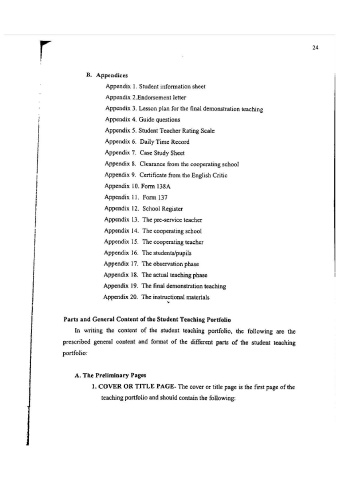 24
B. Appendices
Appendix 1. Student information sheet
Appendix 2.Endorsement letter
Appendix 3. Lesson plan for the final demonstration teaching
Appendix 4. Guide questions
Appendix 5. Student Teacher Rating Scale
Appendix 6. Daily Time Record
Appendix 7. Case Study Sheet
Appendix 8. Clearance from the cooperating school
Appendix 9. Certificate from the English Critic
Appendix 10. Form 138A
Appendix 11. Form 137
Appendix 12. School Register
Appendix 13. The pre-service teacher
Appendix 14. The cooperating school
Appendix 15. The cooperating teacher
Appendix 16. The students/pupils
Appendix 17. The observation phase
Appendix 18. The actual teaching phase
Appendix 19. The final demonstration teaching
Appendix 20. The instructional materials
Parts and General Content of the Student Teaching Portfolio
In writing the content of the student teaching portfolio, the following are the
prescribed general content and format of the different parts of the student teaching
portfolio:
A. The Preliminary Pages
1. COVER OR TITLE PAGE- The cover or title page is the first page of the
teaching portfolio and should contain the following: